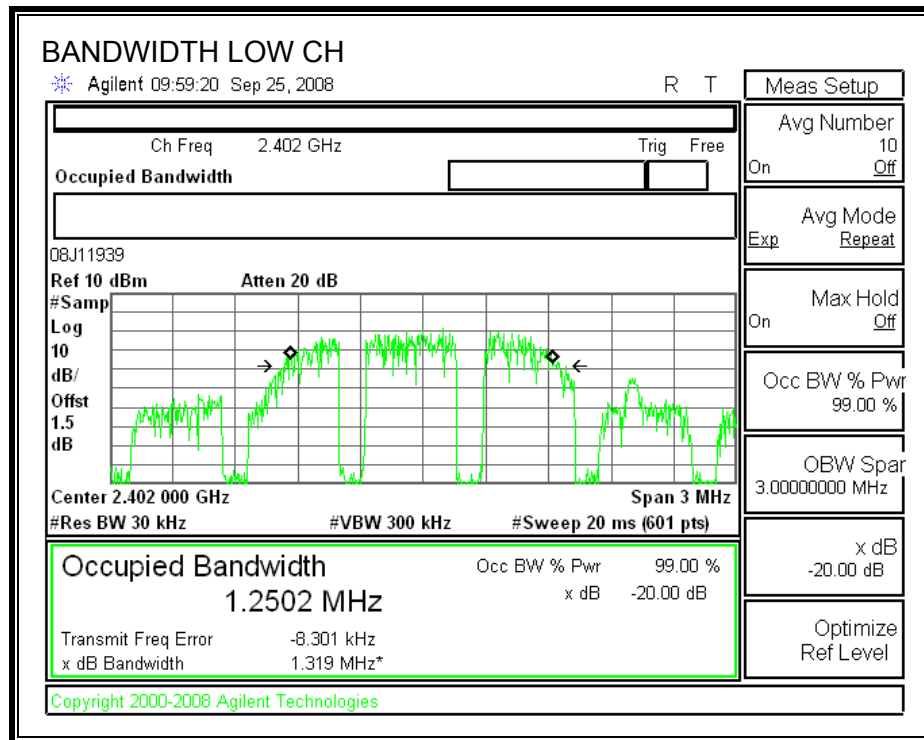 BANDWIDTH LOW CH
Agilent 09:59:20 Sep 25, 2008 R T
Ch Freq 2.402 GHz Trig Free
Occupied Bandwidth
08J11939
Ref 10 dBm Atten 20 dB
#Samp
Log
10
dB/
Offst
1.5
dB
Center 2.402 000 GHz Span 3 MHz
#Res BW 30 kHz #VBW 300 kHz #Sweep 20 ms (601 pts)
Occupied Bandwidth
1.2502 MHz
Occ BW % Pwr 99.00 %
x dB -20.00 dB
Transmit Freq Error -8.301 kHz
x dB Bandwidth 1.319 MHz*
Copyright 2000-2008 Agilent Technologies
Meas Setup
Avg Number
10
On Off
Avg Mode
Exp Repeat
Max Hold
On Off
Occ BW % Pwr
99.00 %
OBW Span
3.00000000 MHz
x dB
-20.00 dB
Optimize
Ref Level